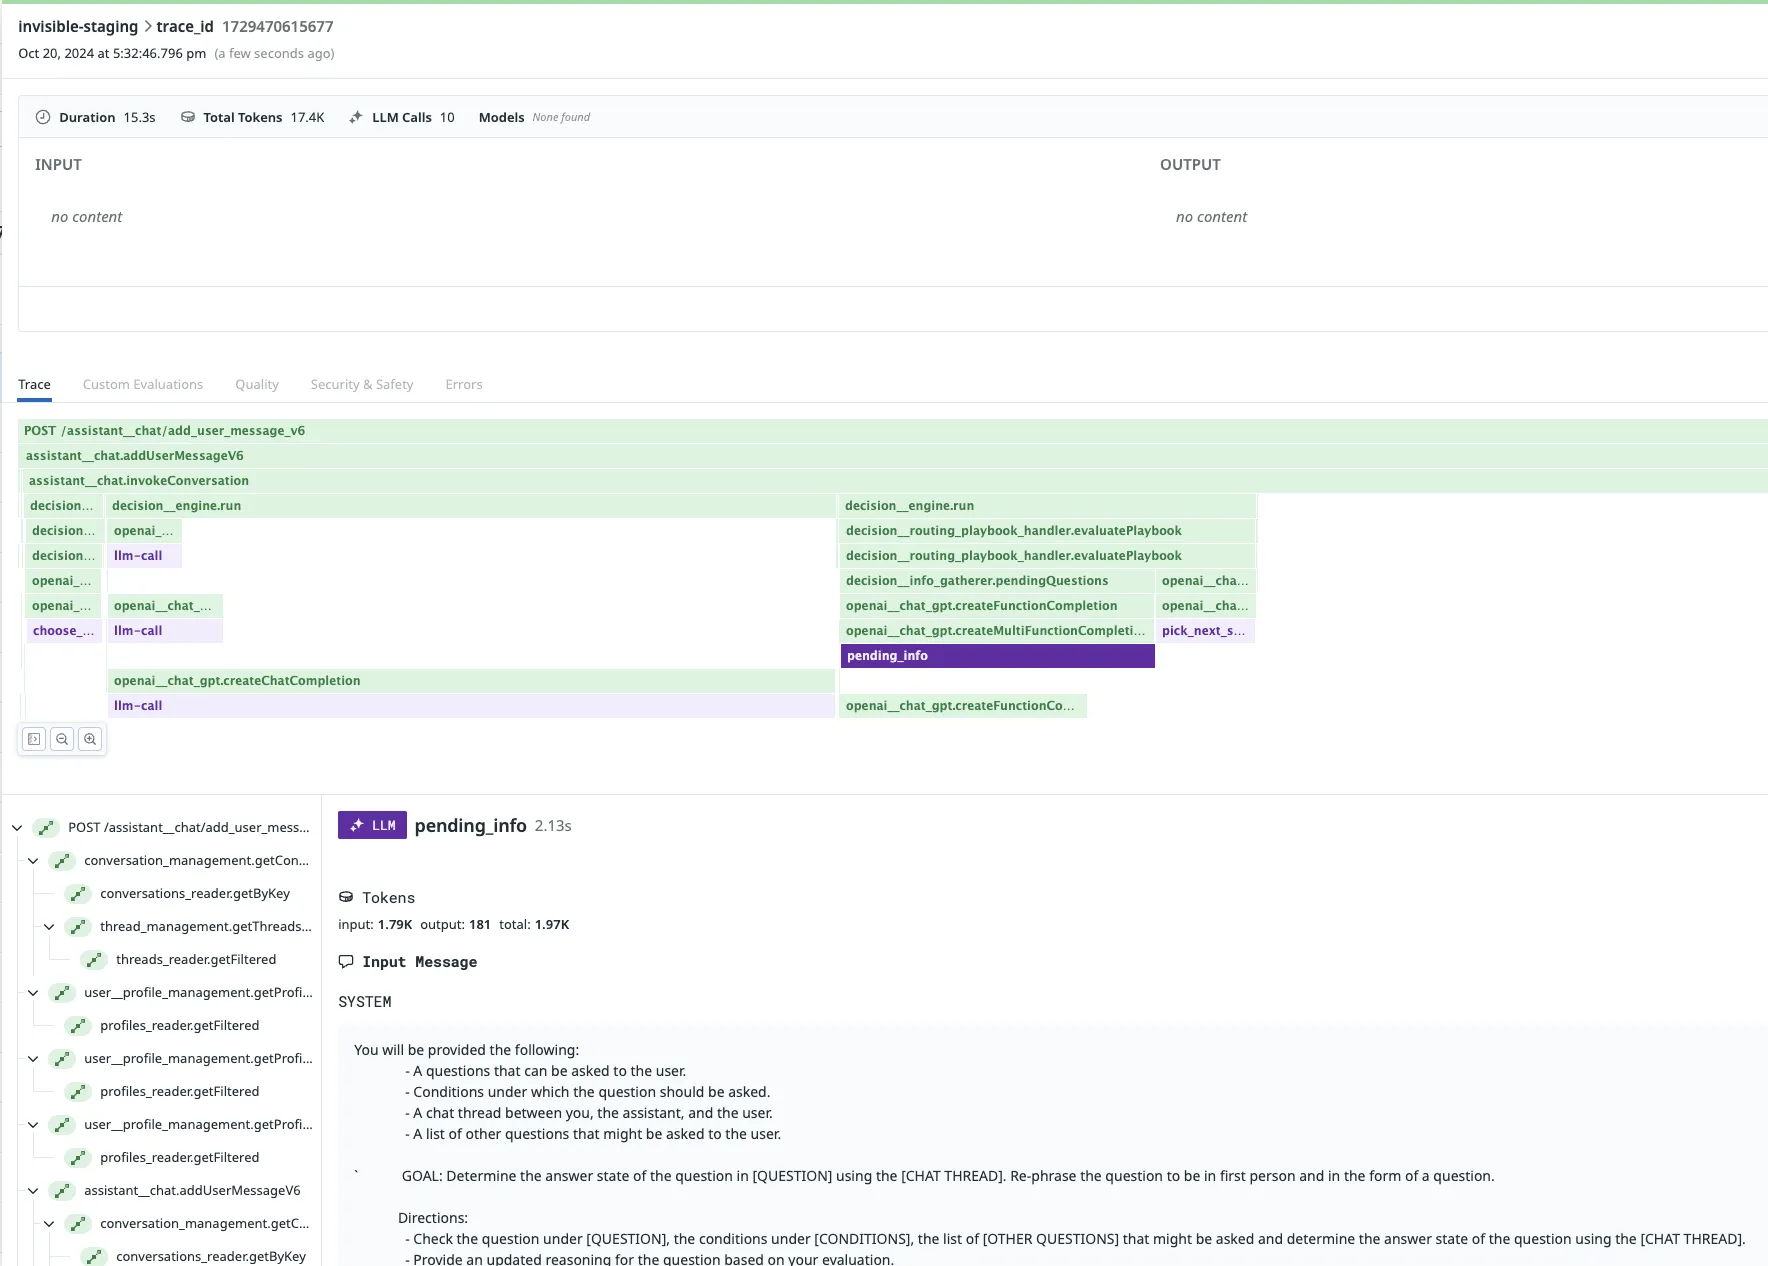 invisible-staging > trace_id 1729470615677
Oct 20, 2024 at 5:32:46.796 pm (a few seconds ago)
Duration 15.3s Total Tokens 17.4K LLM Calls 10 Models None found
INPUT OUTPUT
no content no content
Trace Custom Evaluations Quality Security & Safety Errors
POST /assistant__chat/add_user_message_v6
assistant__chat.addUserMessageV6
assistant__chat.invokeConversation
decision... decision__engine.run decision__engine.run
decision... openai_... decision__routing_playbook_handler.evaluatePlaybook
decision... llm-call decision__routing_playbook_handler.evaluatePlaybook
openai_... decision__info_gatherer.pendingQuestions openai__cha...
openai_... openai__chat_... openai__chat_gpt.createFunctionCompletion openai__cha...
choose_... llm-call openai__chat_gpt.createMultiFunctionCompleti... pick_next_s...
pending_info
openai__chat_gpt.createChatCompletion
llm-call openai__chat_gpt.createFunctionCo...
POST /assistant__chat/add_user_mess...
conversation_management.getCon...
conversations_reader.getByKey
thread_management.getThreads...
threads_reader.getFiltered
user__profile_management.getProfi...
profiles_reader.getFiltered
user__profile_management.getProfi...
profiles_reader.getFiltered
user__profile_management.getProfi...
profiles_reader.getFiltered
assistant__chat.addUserMessageV6
conversation_management.getC...
conversations_reader.getByKey
LLM pending_info 2.13s
Tokens
input: 1.79K output: 181 total: 1.97K
Input Message
SYSTEM
You will be provided the following:
- A questions that can be asked to the user.
- Conditions under which the question should be asked.
- A chat thread between you, the assistant, and the user.
- A list of other questions that might be asked to the user.
` GOAL: Determine the answer state of the question in [QUESTION] using the [CHAT THREAD]. Re-phrase the question to be in first person and in the form of a question.
Directions:
- Check the question under [QUESTION], the conditions under [CONDITIONS], the list of [OTHER QUESTIONS] that might be asked and determine the answer state of the question using the [CHAT THREAD].
- Provide an updated reasoning for the question based on your evaluation.